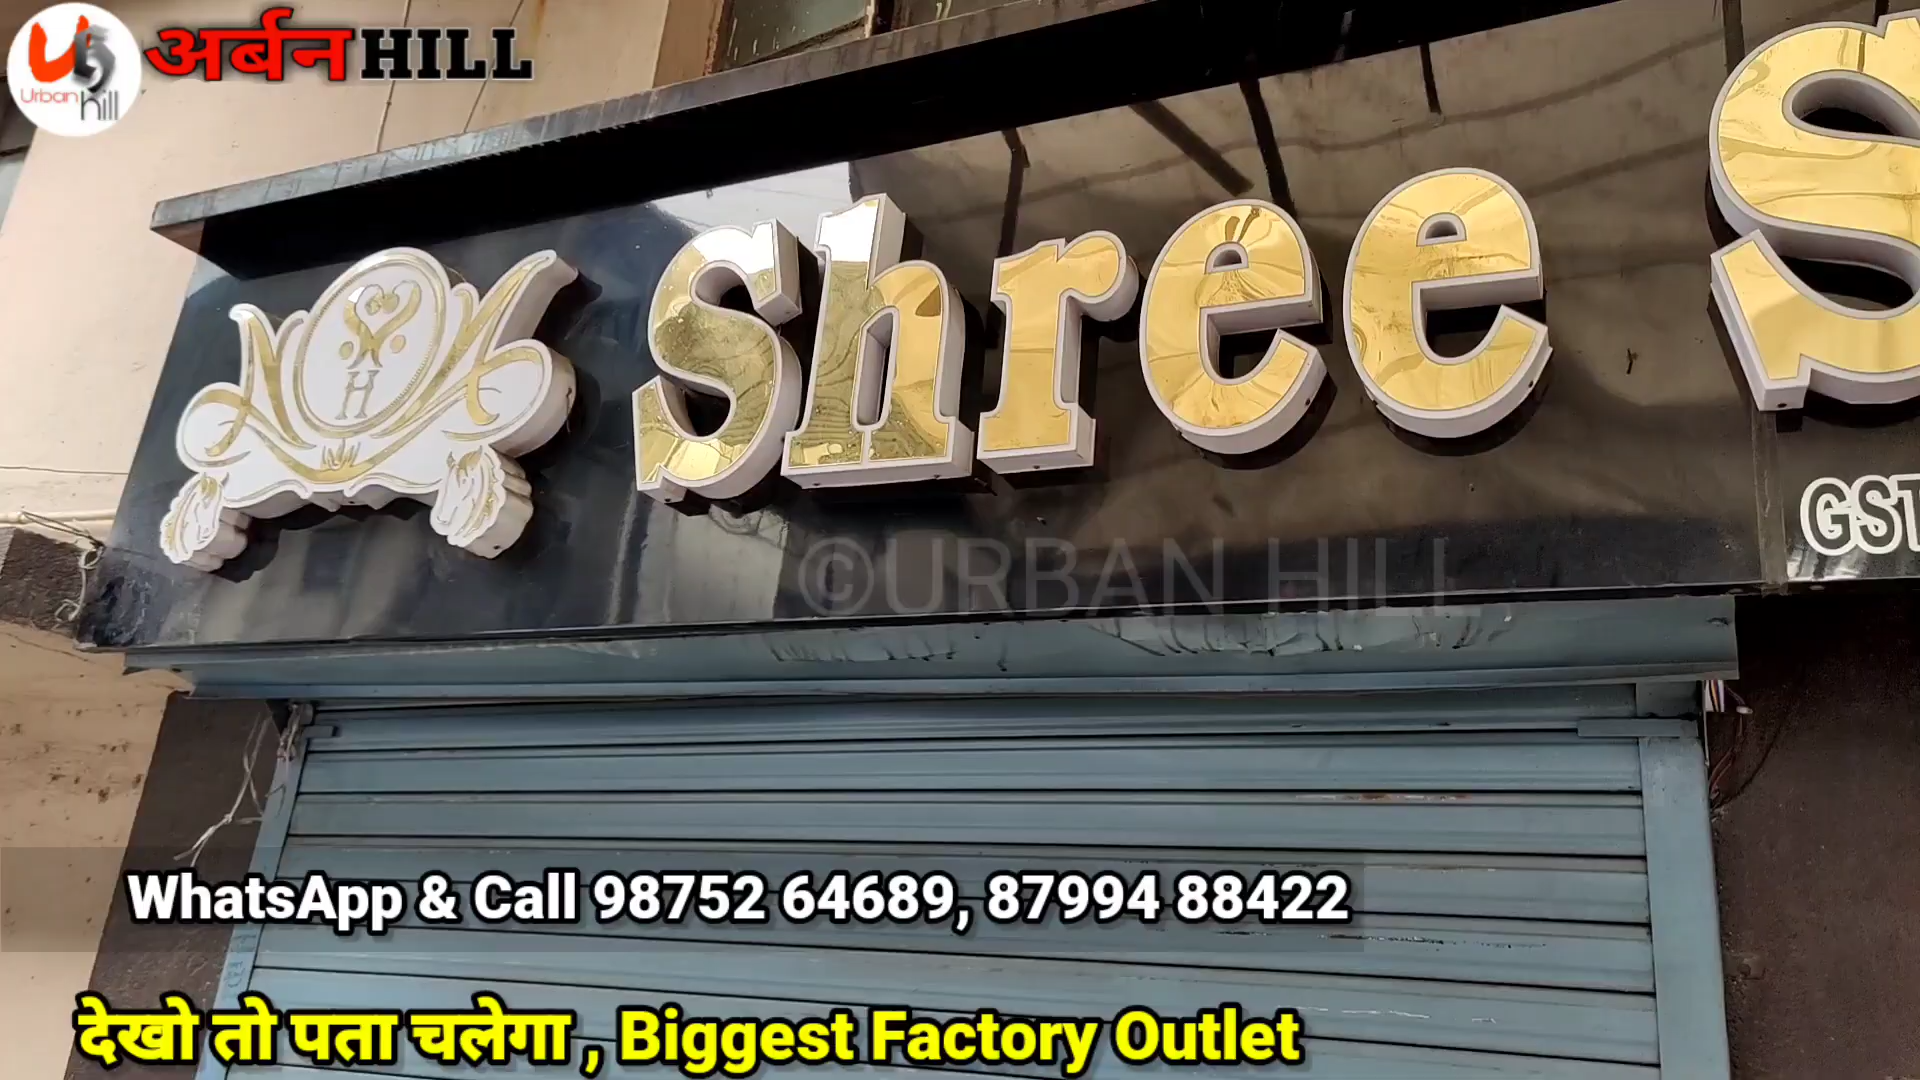 Urban hill
अर्बन HILL
Shree S
H
GST
©URBAN HILL
WhatsApp & Call 98752 64689, 87994 88422
देखो तो पता चलेगा , Biggest Factory Outlet